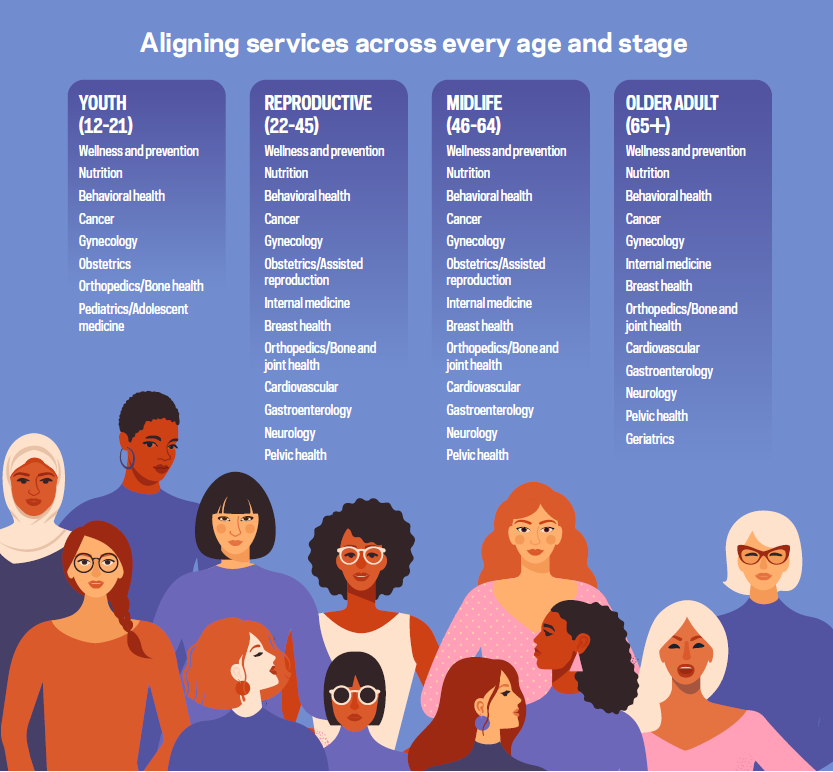 Aligning services across every age and stage
YOUTH
(12-21)
Wellness and prevention
Nutrition
Behavioral health
Cancer
Gynecology
Obstetrics
Orthopedics/Bone health
Pediatrics/Adolescent
medicine
REPRODUCTIVE
(22-45)
Wellness and prevention
Nutrition
Behavioral health
Cancer
Gynecology
Obstetrics/Assisted
reproduction
Internal medicine
Breast health
Orthopedics/Bone and
joint health
Cardiovascular
Gastroenterology
Neurology
Pelvic health
MIDLIFE
(46-64)
Wellness and prevention
Nutrition
Behavioral health
Cancer
Gynecology
Obstetrics/Assisted
reproduction
Internal medicine
Breast health
Orthopedics/Bone and
joint health
Cardiovascular
Gastroenterology
Neurology
Pelvic health
OLDER ADULT
(65+)
Wellness and prevention
Nutrition
Behavioral health
Cancer
Gynecology
Internal medicine
Breast health
Orthopedics/Bone and
joint health
Cardiovascular
Gastroenterology
Neurology
Pelvic health
Geriatrics